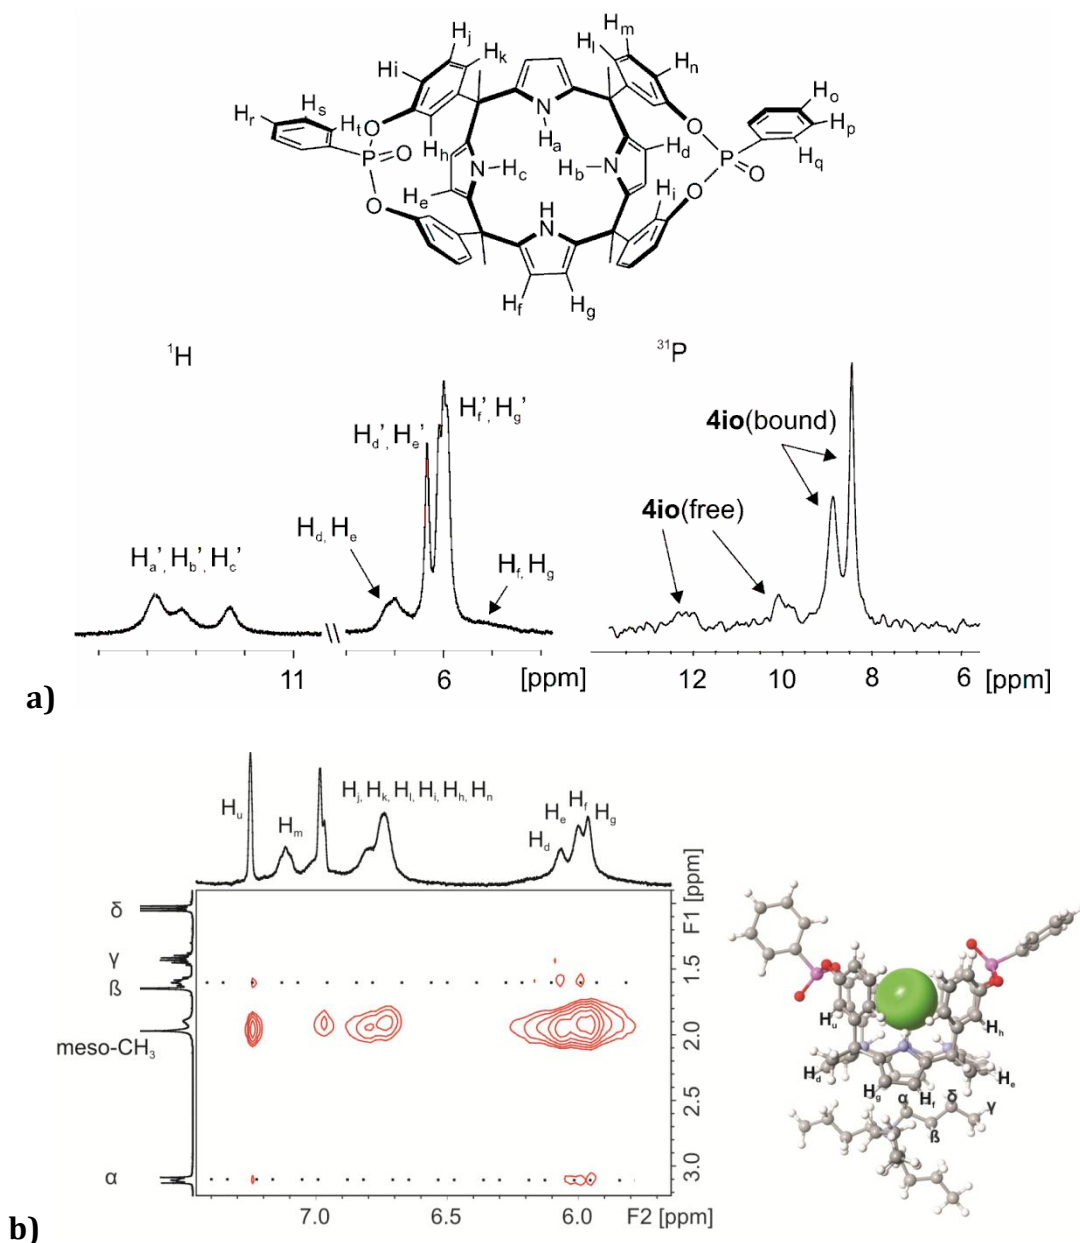 Hj
Hm
Hi
Hk
Hl
Hn
Hr
Hs
Ht
O
P
O
O
Hh
N
Ha
Hd
N
Hc
Hb
N
O
P
O
O
Ho
Hp
Hq
He
H
N
Hi
Hf
Hg
1H
31P
Hf', Hg'
Hd', He'
4io(bound)
Hd, He
4io(free)
Ha', Hb', Hc'
Hf, Hg
11 6 [ppm]
12 10 8 6 [ppm]
a)
Hu
Hm
Hj, Hk, Hl, Hi, Hh, Hn
Hd
He
Hf
Hg
δ
γ
ß
meso-CH3
α
F1 [ppm]
1.5
2.0
2.5
3.0
7.0 6.5 6.0 F2 [ppm]
Hu
Hh
Hd
He
Hg
Hf
α
δ
γ
ß
b)